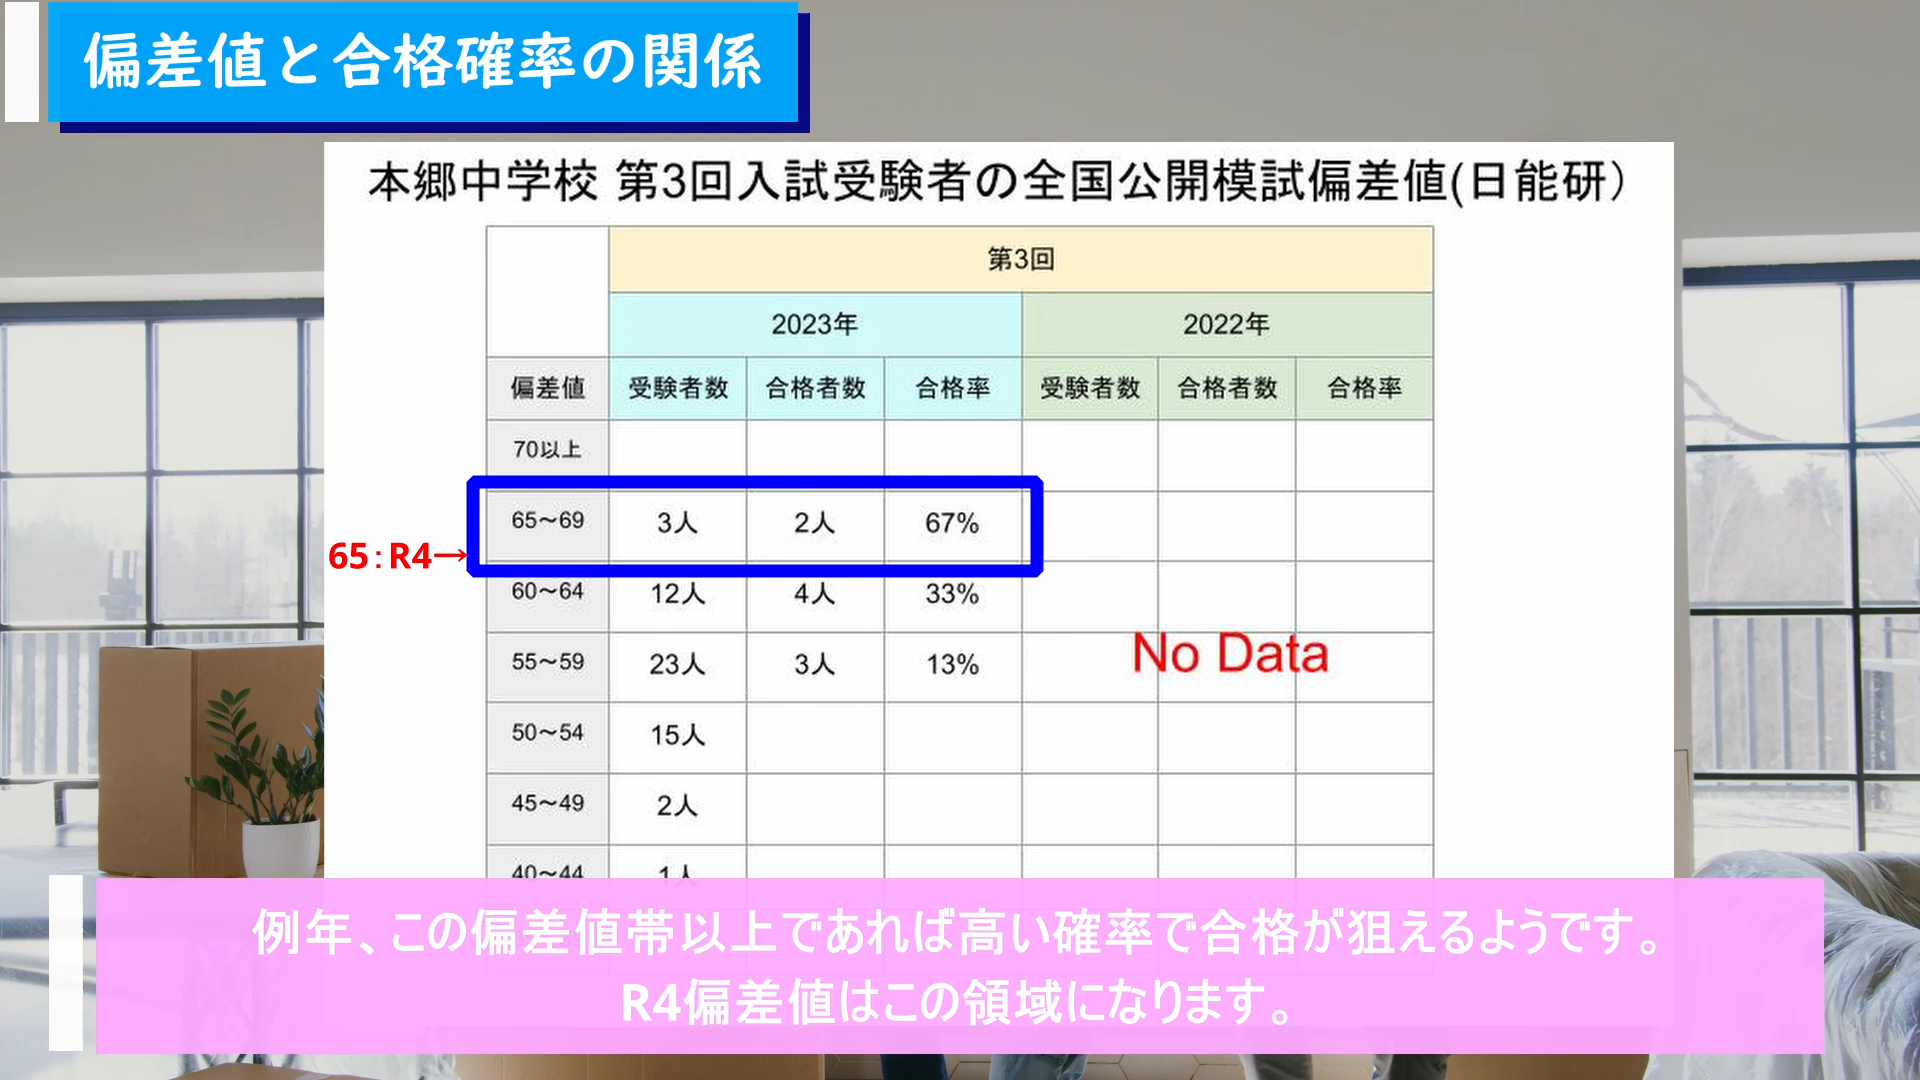 偏差値と合格確率の関係
本郷中学校 第3回入試受験者の全国公開模試偏差値(日能研)
第3回
2023年 2022年
偏差値 受験者数 合格者数 合格率 受験者数 合格者数 合格率
70以上
65〜69 3人 2人 67%
65:R4→
60〜64 12人 4人 33%
55〜59 23人 3人 13%
No Data
50〜54 15人
45〜49 2人
40〜44 1人
例年、この偏差値帯以上であれば高い確率で合格が狙えるようです。
R4偏差値はこの領域になります。